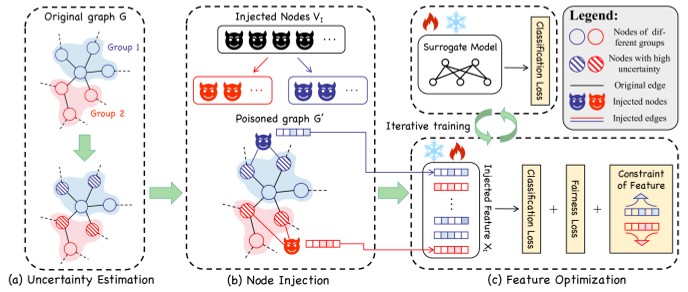 Original graph G
Group 1
Group 2
(a) Uncertainty Estimation
Injected Nodes V_I
...
... ...
Poisoned graph G'
(b) Node Injection
Surrogate Model
Classification Loss
Iterative training
Injected Feature X_I
Classification Loss
+
Fairness Loss
+
Constraint
of Feature
(c) Feature Optimization
Legend:
Nodes of dif-
ferent groups
Nodes with high
uncertainty
Original edge
Injected nodes
Injected edges